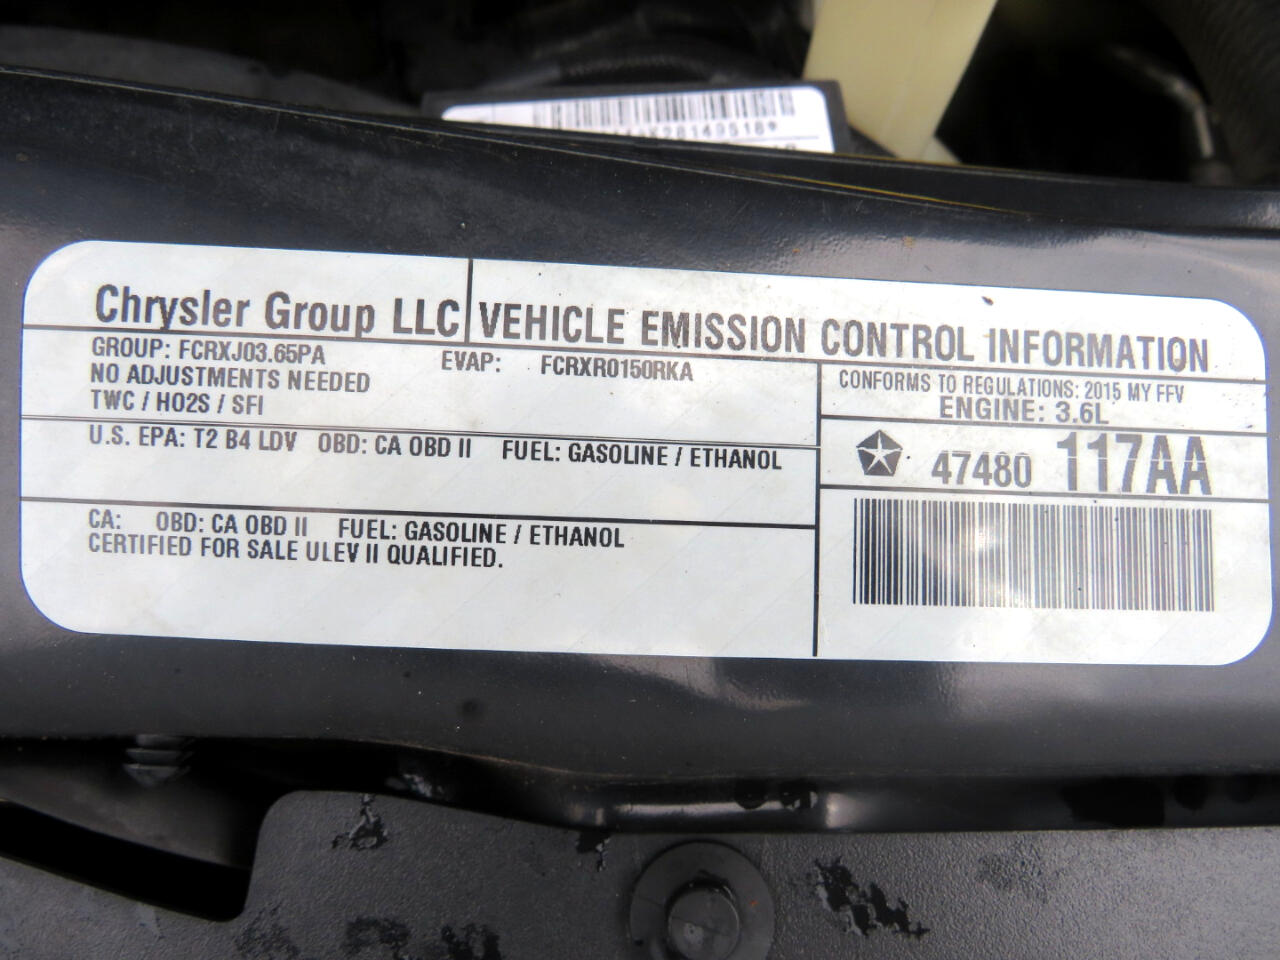 28149518*
Chrysler Group LLC VEHICLE EMISSION CONTROL INFORMATION
GROUP: FCRXJ03.65PA EVAP: FCRXR0150RKA
NO ADJUSTMENTS NEEDED
TWC / HO2S / SFI
CONFORMS TO REGULATIONS: 2015 MY FFV
ENGINE: 3.6L
U.S. EPA: T2 B4 LDV OBD: CA OBD II FUEL: GASOLINE / ETHANOL
47480 117AA
CA: OBD: CA OBD II FUEL: GASOLINE / ETHANOL
CERTIFIED FOR SALE ULEV II QUALIFIED.